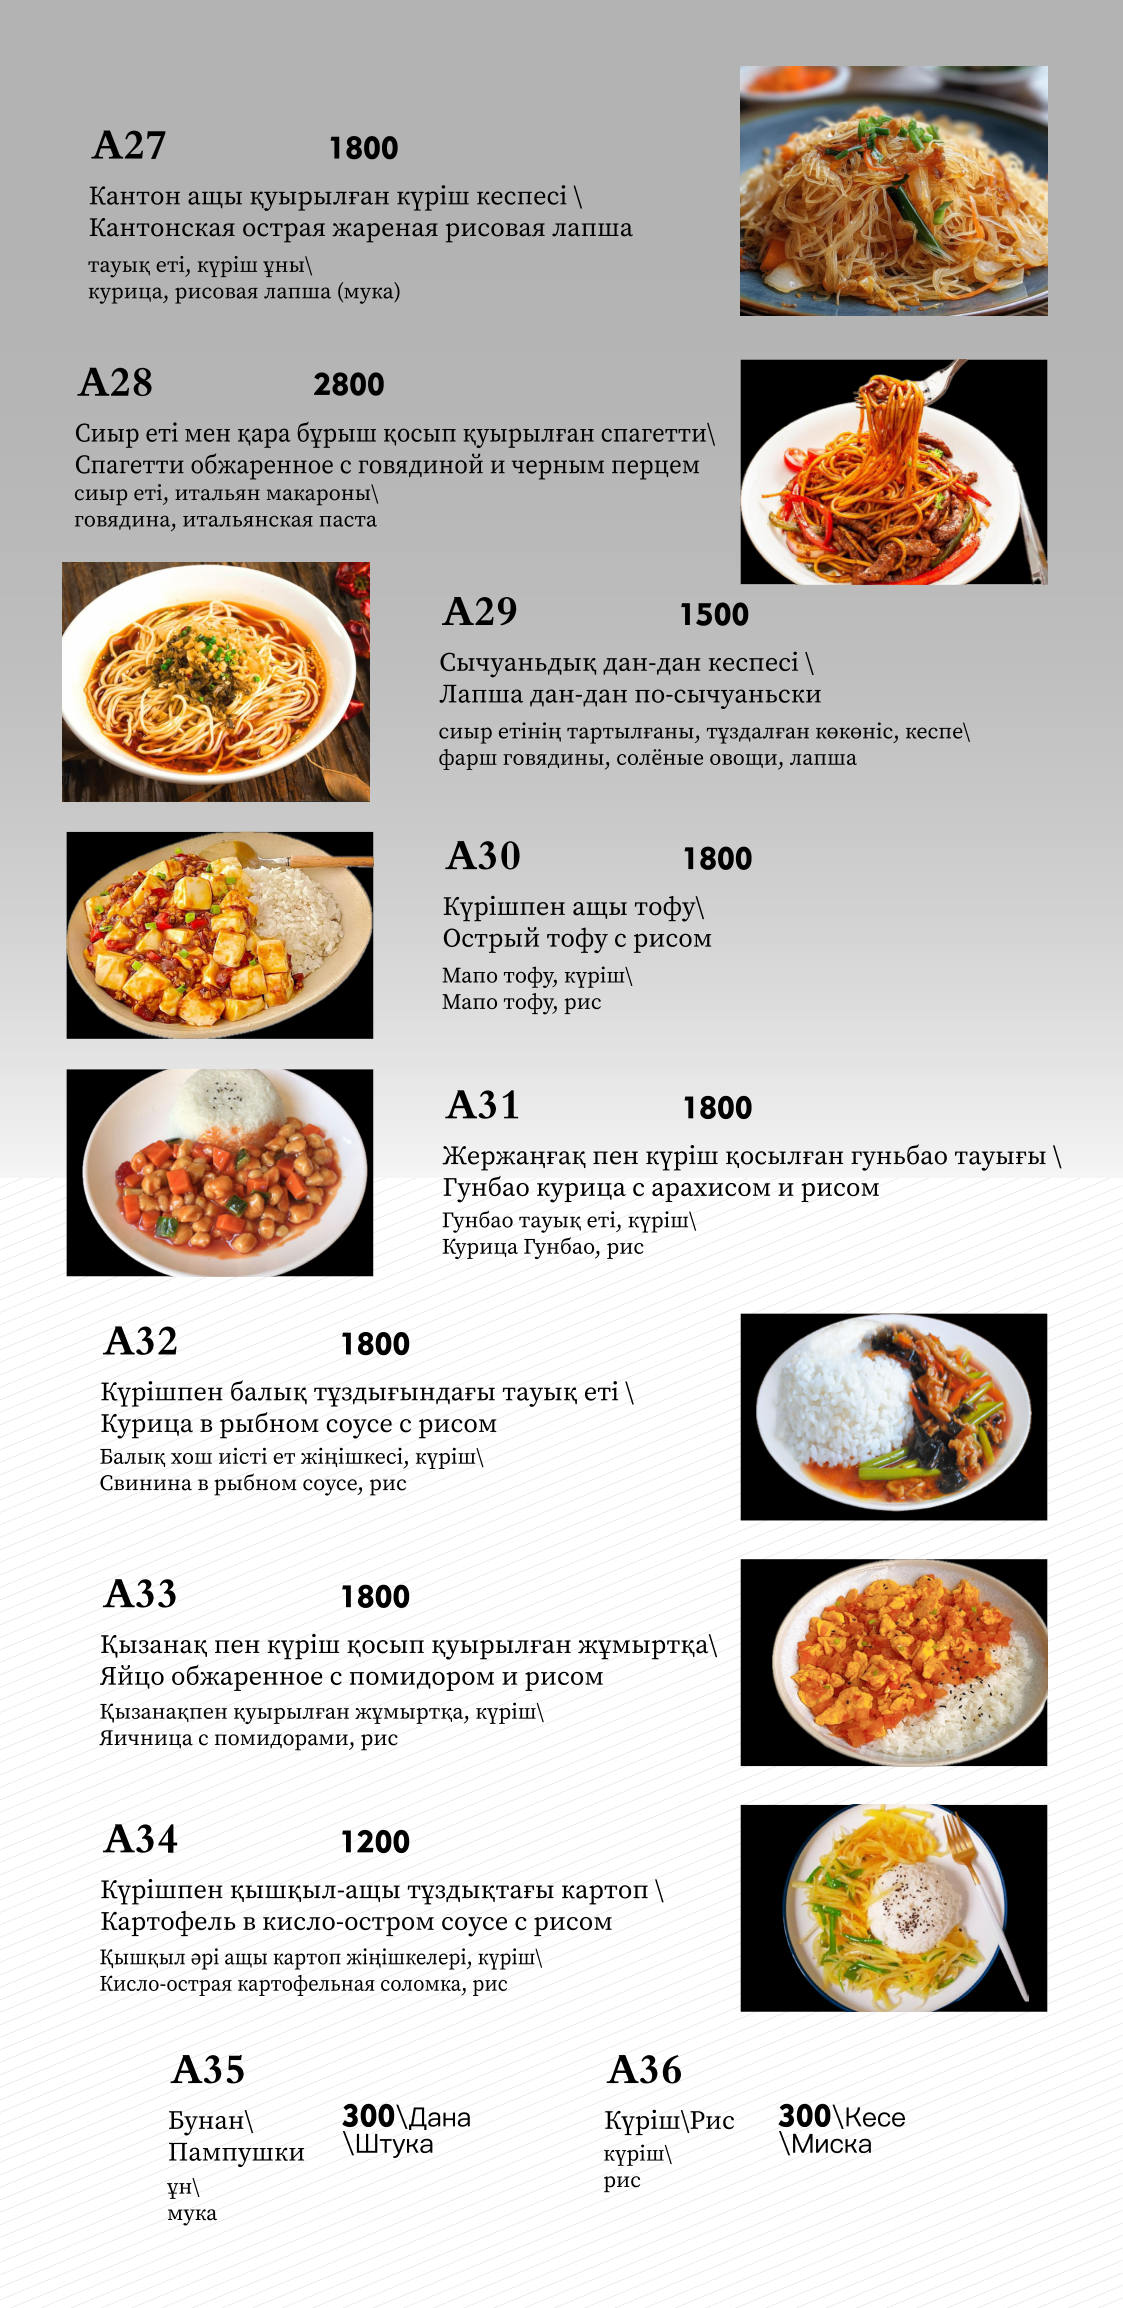 A27 1800
Кантон ащы қуырылған күріш кеспесі \
Кантонская острая жареная рисовая лапша
тауық еті, күріш ұны\
курица, рисовая лапша (мука)
A28 2800
Сиыр еті мен қара бұрыш қосып қуырылған спагетти\
Спагетти обжаренное с говядиной и черным перцем
сиыр еті, итальян макароны\
говядина, итальянская паста
A29 1500
Сычуаньдық дан-дан кеспесі \
Лапша дан-дан по-сычуаньски
сиыр етінің тартылғаны, тұздалған көкөніс, кеспе\
фарш говядины, солёные овощи, лапша
A30 1800
Күрішпен ащы тофу\
Острый тофу с рисом
Мапо тофу, күріш\
Мапо тофу, рис
A31 1800
Жержаңғақ пен күріш қосылған гуньбао тауығы \
Гунбао курица с арахисом и рисом
Гунбао тауық еті, күріш\
Курица Гунбао, рис
A32 1800
Күрішпен балық тұздығындағы тауық еті \
Курица в рыбном соусе с рисом
Балық хош иісті ет жіңішкесі, күріш\
Свинина в рыбном соусе, рис
A33 1800
Қызанақ пен күріш қосып қуырылған жұмыртқа\
Яйцо обжаренное с помидором и рисом
Қызанақпен қуырылған жұмыртқа, күріш\
Яичница с помидорами, рис
A34 1200
Күрішпен қышқыл-ащы тұздықтағы картоп \
Картофель в кисло-остром соусе с рисом
Қышқыл әрі ащы картоп жіңішкелері, күріш\
Кисло-острая картофельная соломка, рис
A35
Бунан\ 300\Дана
Пампушки \Штука
ұн\
мука
A36
Күріш\Рис 300\Кесе
\Миска
күріш\
рис